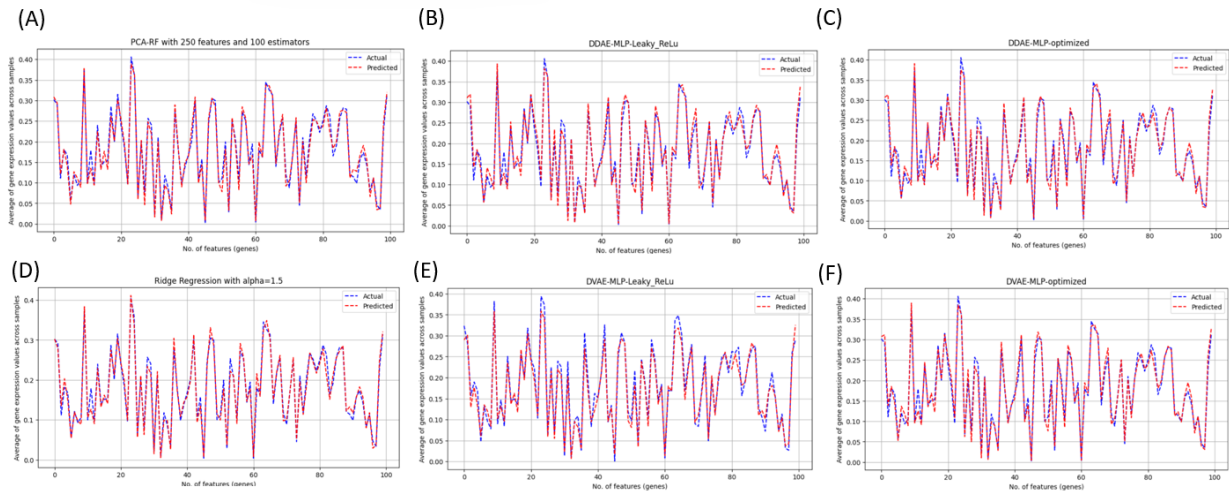 (A)
PCA-RF with 250 features and 100 estimators
Average of gene expression values across samples
0.40
0.35
0.30
0.25
0.20
0.15
0.10
0.05
0.00
Actual
Predicted
0 20 40 60 80 100
No. of features (genes)
(B)
DDAE-MLP-Leaky_ReLu
Average of gene expression values across samples
0.40
0.35
0.30
0.25
0.20
0.15
0.10
0.05
0.00
Actual
Predicted
0 20 40 60 80 100
No. of features (genes)
(C)
DDAE-MLP-optimized
Average of gene expression values across samples
0.40
0.35
0.30
0.25
0.20
0.15
0.10
0.05
0.00
Actual
Predicted
0 20 40 60 80 100
No. of features (genes)
(D)
Ridge Regression with alpha=1.5
Average of gene expression values across samples
0.4
0.3
0.2
0.1
0.0
Actual
Predicted
0 20 40 60 80 100
No. of features (genes)
(E)
DVAE-MLP-Leaky_ReLu
Average of gene expression values across samples
0.40
0.35
0.30
0.25
0.20
0.15
0.10
0.05
0.00
Actual
Predicted
0 20 40 60 80 100
No. of features (genes)
(F)
DVAE-MLP-optimized
Average of gene expression values across samples
0.40
0.35
0.30
0.25
0.20
0.15
0.10
0.05
0.00
Actual
Predicted
0 20 40 60 80 100
No. of features (genes)